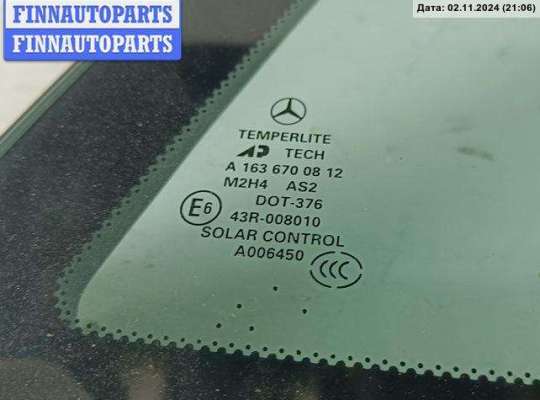 FINNAUTOPARTS
FINNAUTOPARTS
Дата: 02.11.2024 (21:06)
TEMPERLITE
AP TECH
A 163 670 08 12
M2H4 AS2
DOT-376
E6
43R-008010
SOLAR CONTROL
A006450
CCC